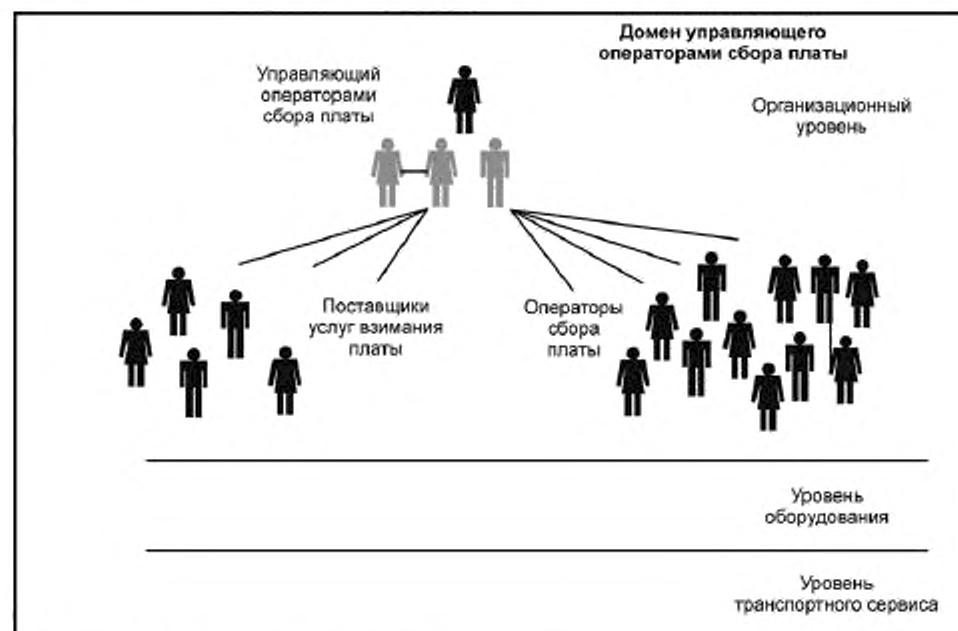 Домен управляющего
операторами сбора платы
Управляющий
операторами
сбора платы
Организационный
уровень
Поставщики
услуг взимания
платы
Операторы
сбора
платы
Уровень
оборудования
Уровень
транспортного сервиса